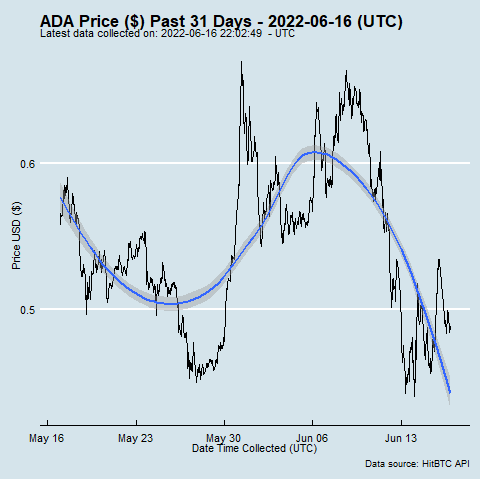 ADA Price ($) Past 31 Days - 2022-06-16 (UTC)
Latest data collected on: 2022-06-16 22:02:49 - UTC
0.6
Price USD ($)
0.5
May 16 May 23 May 30 Jun 06 Jun 13
Date Time Collected (UTC)
Data source: HitBTC API